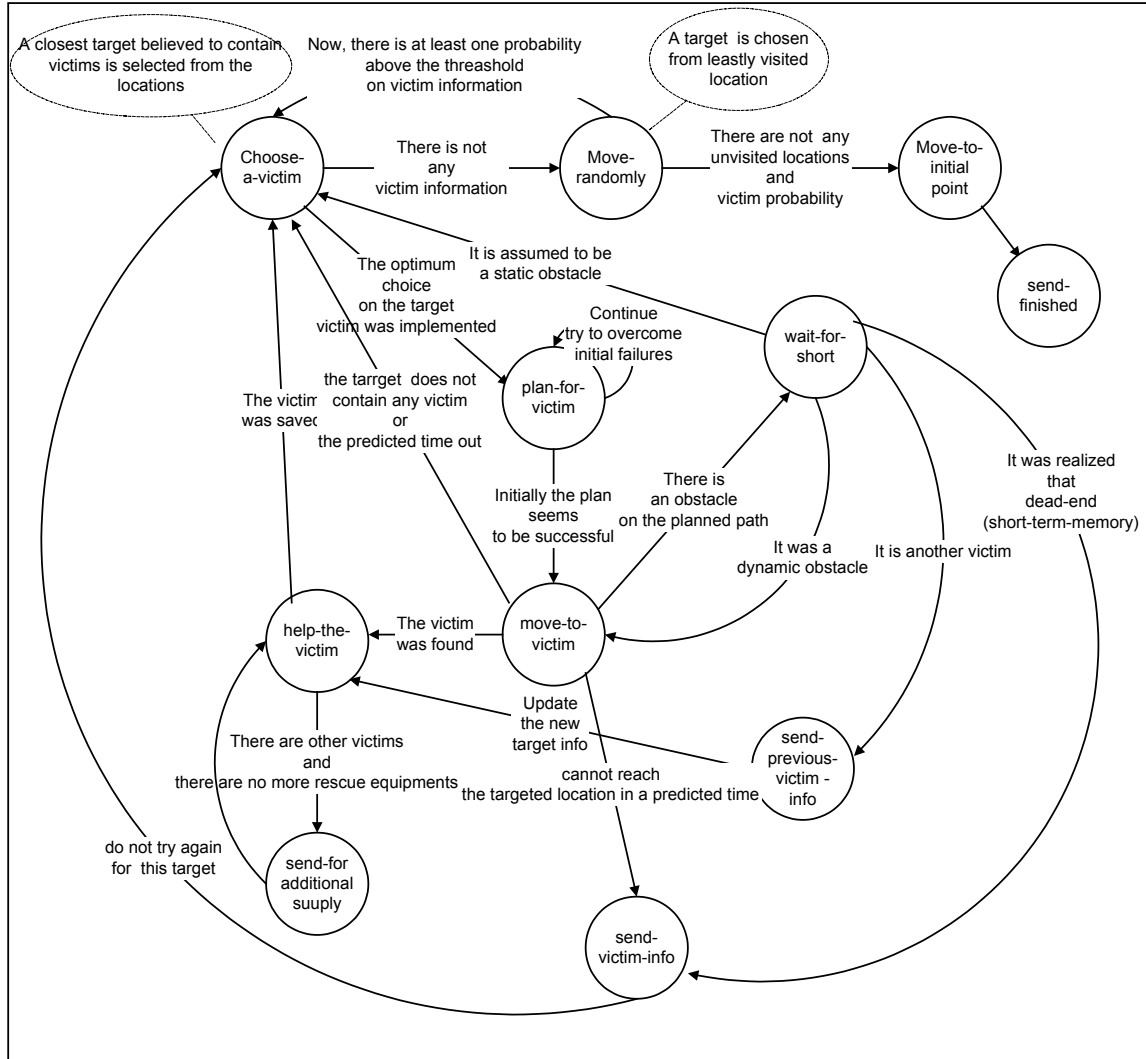 A closest target believed to contain
victims is selected from the
locations
Now, there is at least one probability
above the threashold
on victim information
A target  is chosen
from leastly visited
location
Choose-
a-victim
There is not
any
victim information
Move-
randomly
There are not  any
unvisited locations
and
victim probability
Move-to-
initial
point
send-
finished
It is assumed to be
a static obstacle
The optimum
choice
on the target
victim was implemented
Continue
try to overcome
initial failures
wait-for-
short
plan-for-
victim
the tarrget  does not
contain any victim
or
the predicted time out
The victim
was saved
Initially the plan
seems
to be successful
There is
an obstacle
on the planned path
It was a
dynamic obstacle
It is another victim
It was realized
that
dead-end
(short-term-memory)
help-the-
victim
The victim
was found
move-to-
victim
Update
the new
target info
send-
previous-
victim -
info
There are other victims
and
there are no more rescue equipments
cannot reach
the targeted location in a predicted time
do not try again
for  this target
send-for
additional
suuply
send-
victim-info